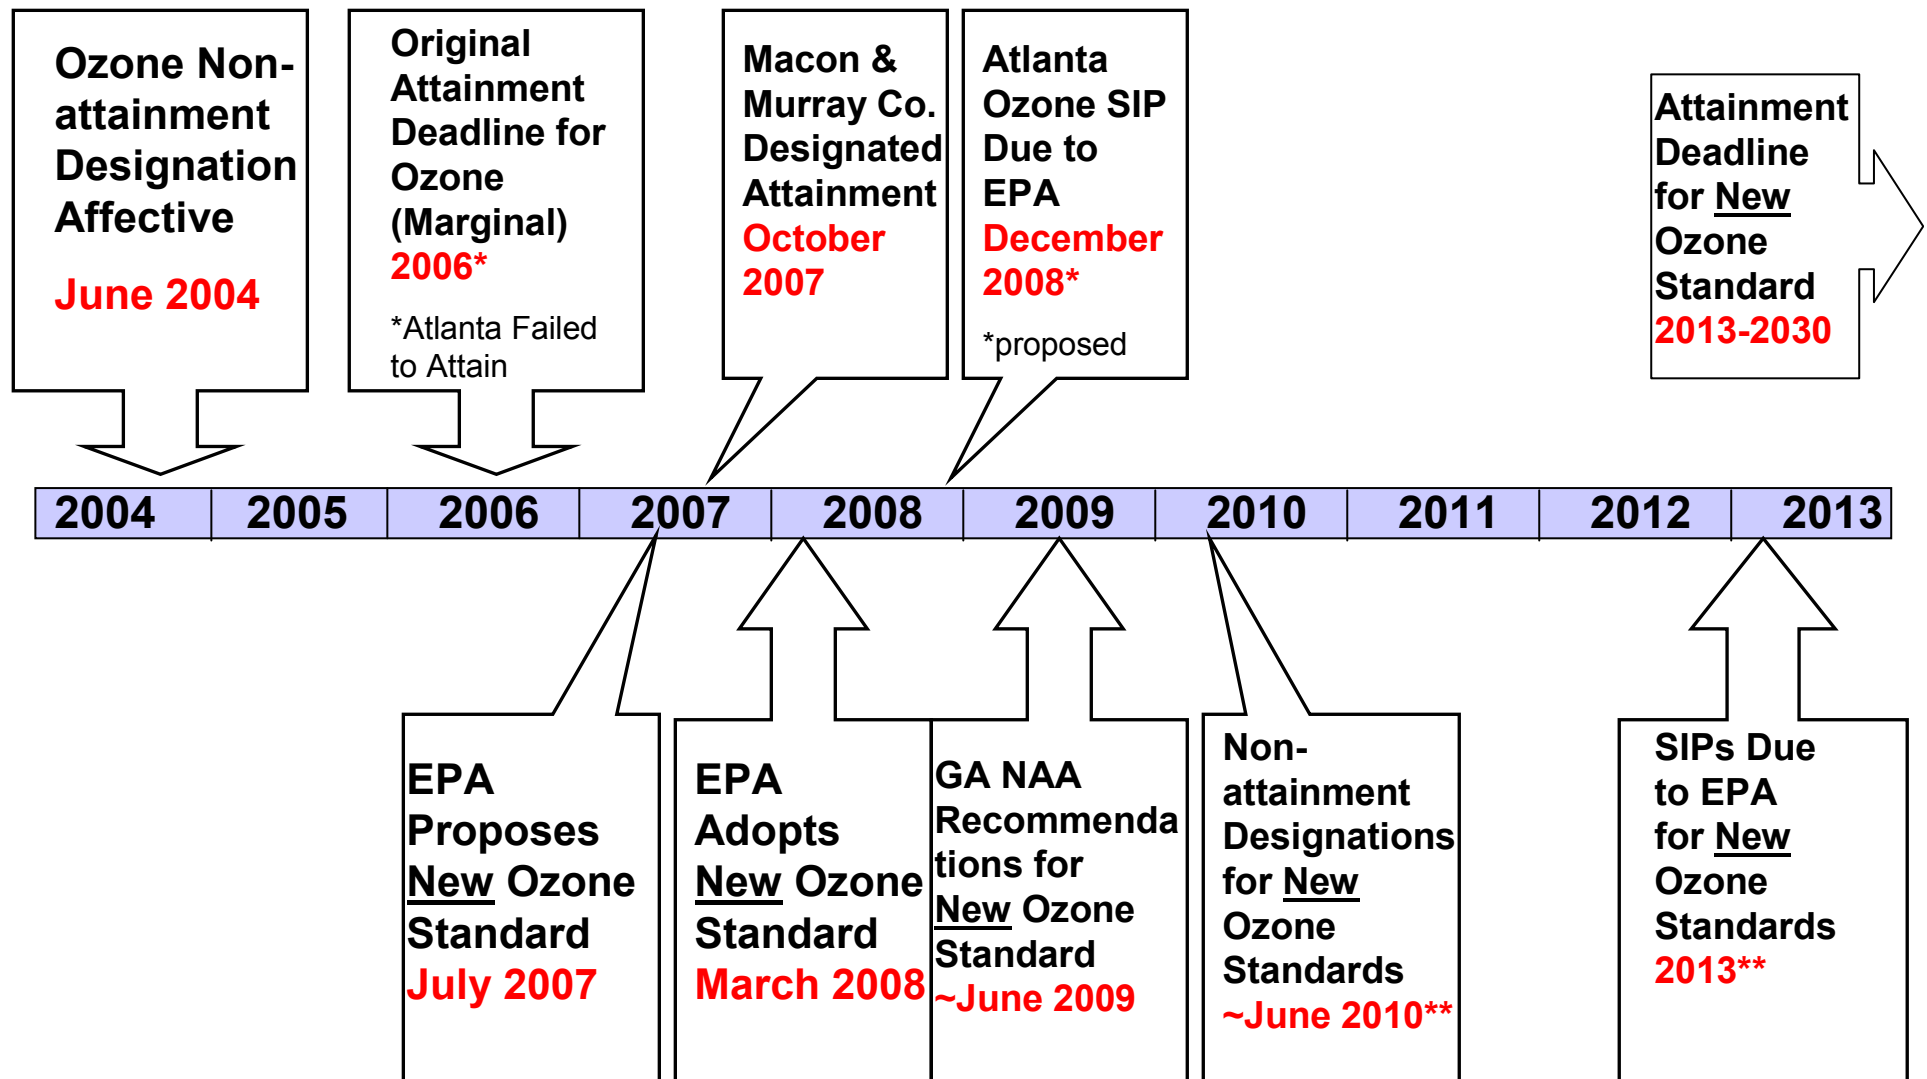 Ozone Non-
attainment
Designation
Affective
June 2004
Original
Attainment
Deadline for
Ozone
(Marginal)
2006*
*Atlanta Failed
to Attain
Macon &
Murray Co.
Designated
Attainment
October
2007
Atlanta
Ozone SIP
Due to
EPA
December
2008*
*proposed
Attainment
Deadline
for New
Ozone
Standard
2013-2030
2004 2005 2006 2007 2008 2009 2010 2011 2012 2013
EPA
Proposes
New Ozone
Standard
July 2007
EPA
Adopts
New Ozone
Standard
March 2008
GA NAA
Recommenda
tions for
New Ozone
Standard
~June 2009
Non-
attainment
Designations
for New
Ozone
Standards
~June 2010**
SIPs Due
to EPA
for New
Ozone
Standards
2013**